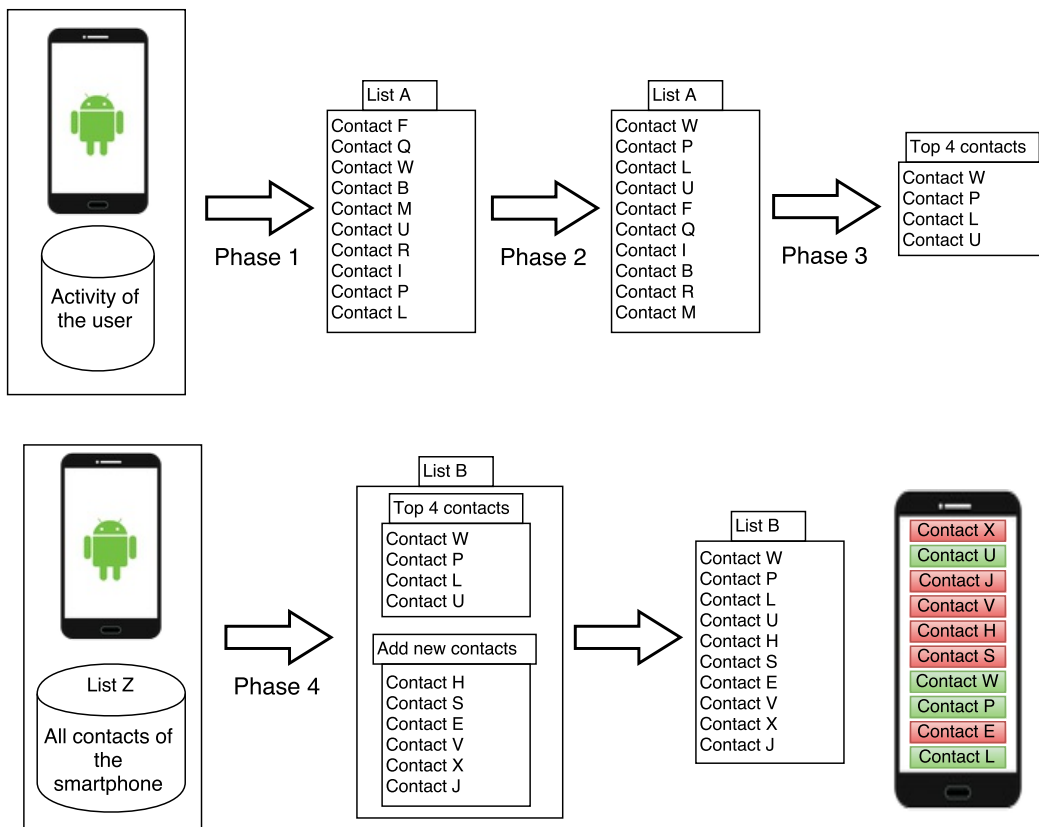 Activity of
the user
Phase 1
List A
Contact F
Contact Q
Contact W
Contact B
Contact M
Contact U
Contact R
Contact I
Contact P
Contact L
Phase 2
List A
Contact W
Contact P
Contact L
Contact U
Contact F
Contact Q
Contact I
Contact B
Contact R
Contact M
Phase 3
Top 4 contacts
Contact W
Contact P
Contact L
Contact U
List Z
All contacts of
the
smartphone
Phase 4
List B
Top 4 contacts
Contact W
Contact P
Contact L
Contact U
Add new contacts
Contact H
Contact S
Contact E
Contact V
Contact X
Contact J
List B
Contact W
Contact P
Contact L
Contact U
Contact H
Contact S
Contact E
Contact V
Contact X
Contact J
Contact X
Contact U
Contact J
Contact V
Contact H
Contact S
Contact W
Contact P
Contact E
Contact L